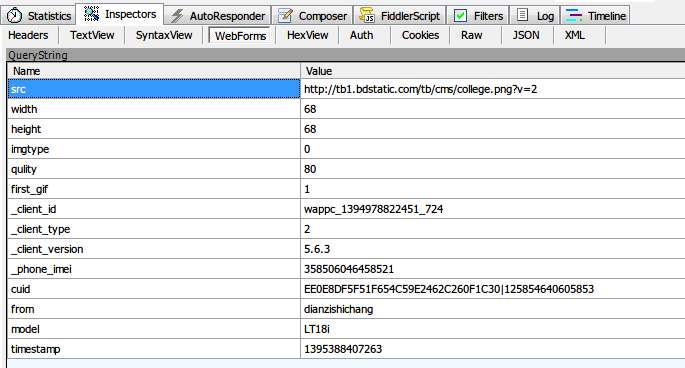 Statistics Inspectors AutoResponder Composer FiddlerScript Filters Log Timeline
Headers TextView SyntaxView WebForms HexView Auth Cookies Raw JSON XML
QueryString
Name Value
src http://tb1.bdstatic.com/tb/cms/college.png?v=2
width 68
height 68
imgtype 0
qulity 80
first_gif 1
_client_id wappc_1394978822451_724
_client_type 2
_client_version 5.6.3
_phone_imei 358506046458521
cuid EE0E8DF5F51F654C59E2462C260F1C30|125854640605853
from dianzishichang
model LT18i
timestamp 1395388407263